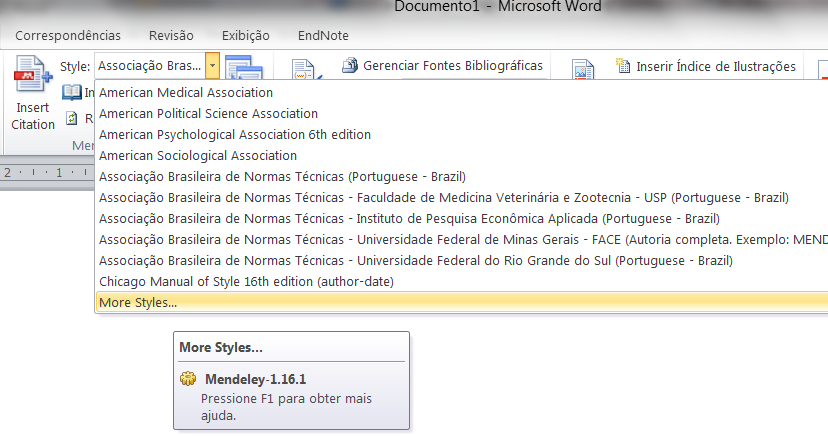 Documento1 - Microsoft Word
Correspondências Revisão Exibição EndNote
Style: Associação Bras... Gerenciar Fontes Bibliográficas Inserir Índice de Ilustrações
Insert
Citation
American Medical Association
American Political Science Association
American Psychological Association 6th edition
American Sociological Association
Associação Brasileira de Normas Técnicas (Portuguese - Brazil)
Associação Brasileira de Normas Técnicas - Faculdade de Medicina Veterinária e Zootecnia - USP (Portuguese - Brazil)
Associação Brasileira de Normas Técnicas - Instituto de Pesquisa Econômica Aplicada (Portuguese - Brazil)
Associação Brasileira de Normas Técnicas - Universidade Federal de Minas Gerais - FACE (Autoria completa. Exemplo: MEND
Associação Brasileira de Normas Técnicas - Universidade Federal do Rio Grande do Sul (Portuguese - Brazil)
Chicago Manual of Style 16th edition (author-date)
More Styles...
2 1
More Styles...
Mendeley-1.16.1
Pressione F1 para obter mais
ajuda.